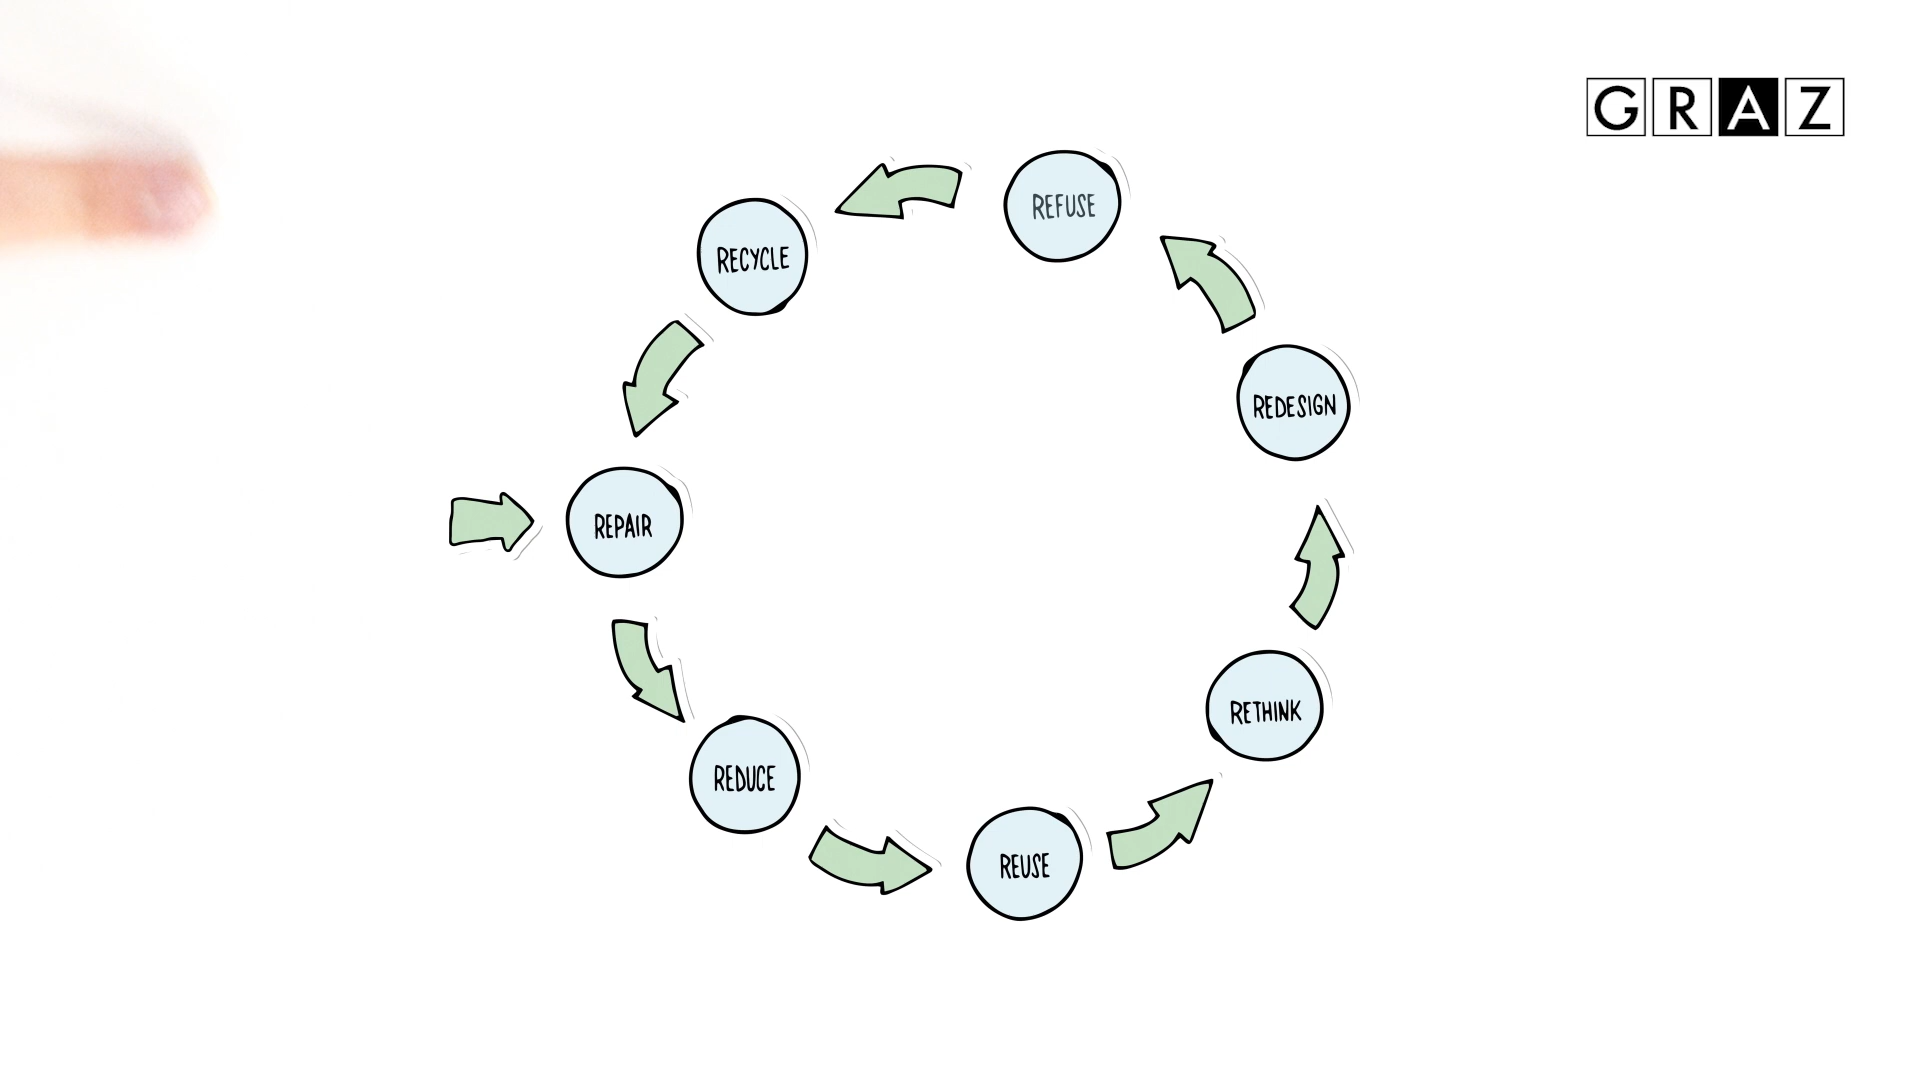 GRAZ
REFUSE
RECYCLE
REDESIGN
REPAIR
RETHINK
REDUCE
REUSE